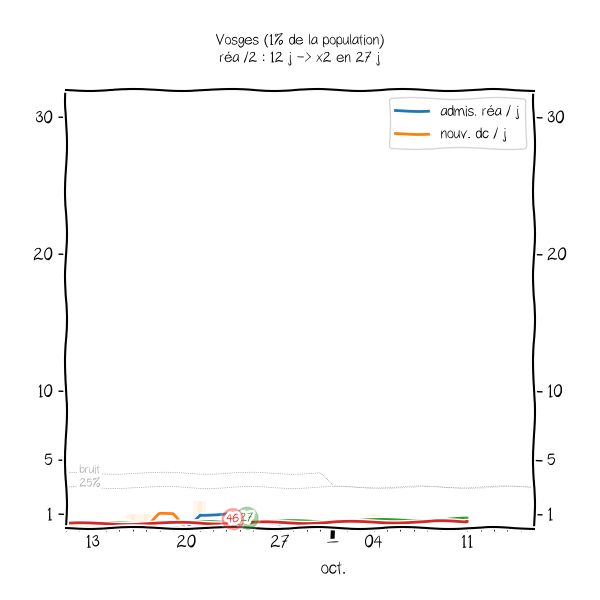 Vosges (1% de la population)
réa /2 : 12 j -> x2 en 27 j
admis. réa / j
nouv. dc / j
30 30
20 20
10 10
5 5
bruit
25%
1 46 27 1
13 20 27 04 11
oct.